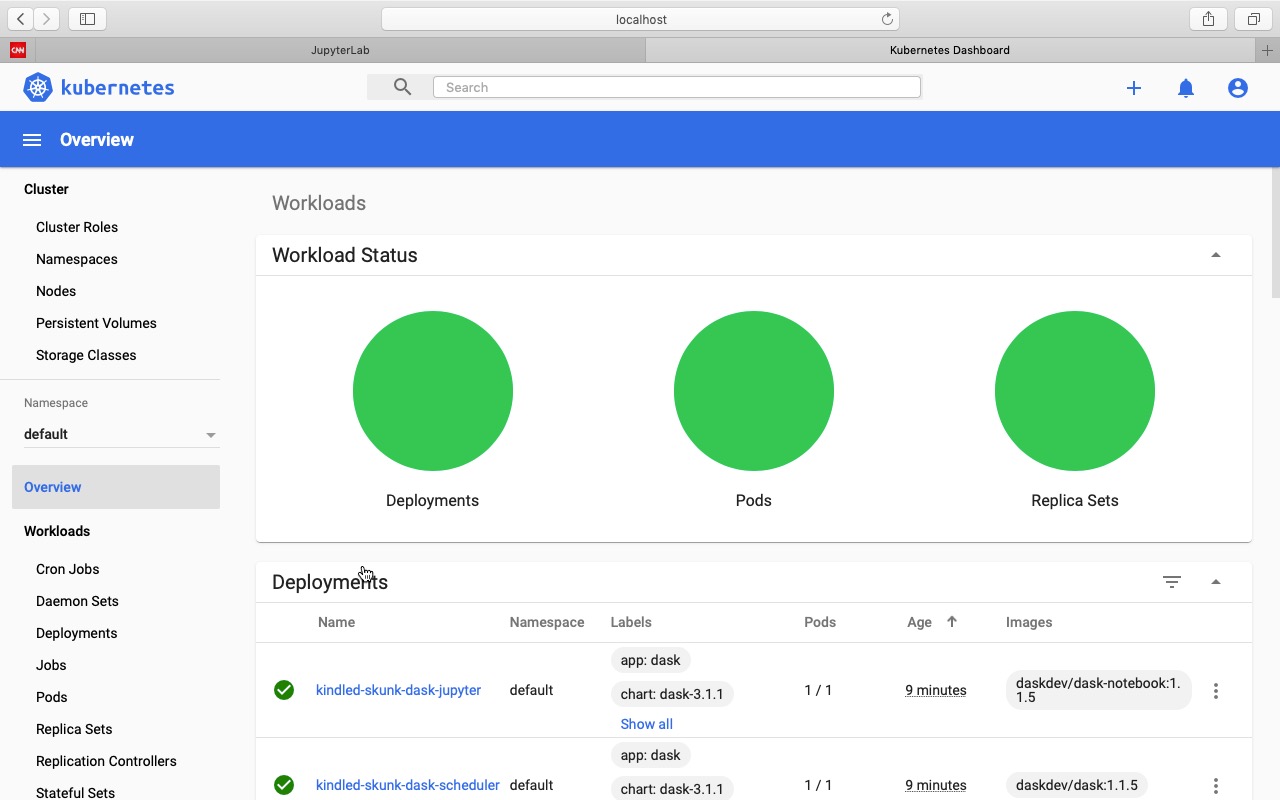 localhost
CNN
JupyterLab
Kubernetes Dashboard
kubernetes
Search
Overview
Cluster
Cluster Roles
Namespaces
Nodes
Persistent Volumes
Storage Classes
Namespace
default
Overview
Workloads
Cron Jobs
Daemon Sets
Deployments
Jobs
Pods
Replica Sets
Replication Controllers
Stateful Sets
Workloads
Workload Status
Deployments
Pods
Replica Sets
Deployments
Name Namespace Labels Pods Age Images
app: dask
kindled-skunk-dask-jupyter default chart: dask-3.1.1 1 / 1 9 minutes daskdev/dask-notebook:1.
1.5
Show all
app: dask
kindled-skunk-dask-scheduler default chart: dask-3.1.1 1 / 1 9 minutes daskdev/dask:1.1.5